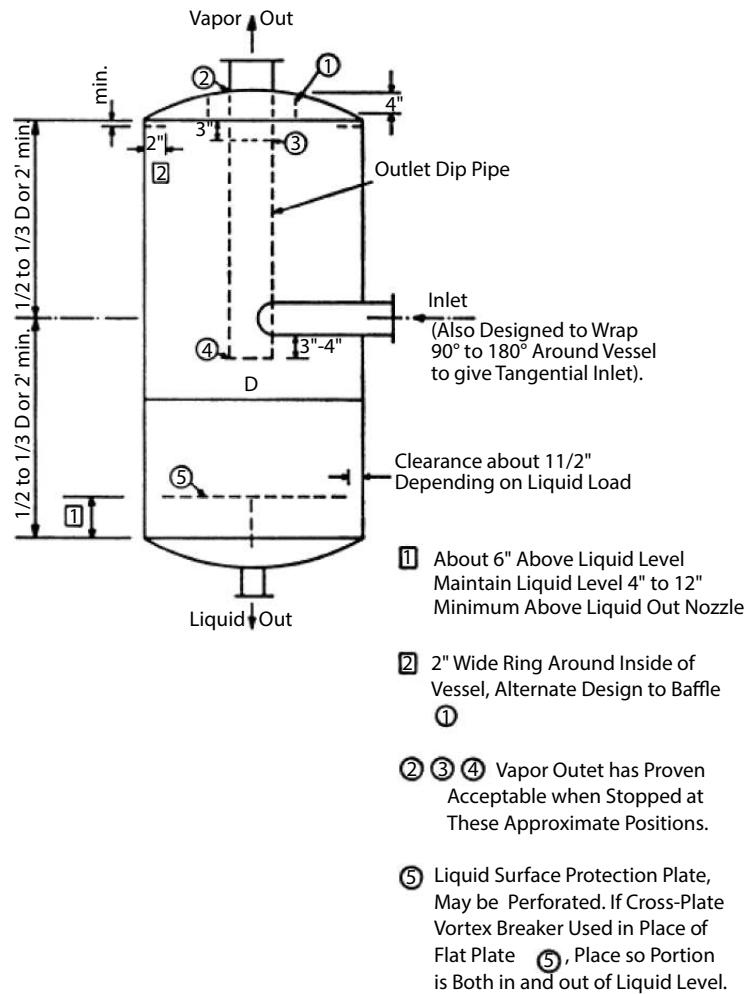 Vapor Out
2
1
min.
4"
3"
2"
3
2
Outlet Dip Pipe
1/2 to 1/3 D or 2' min.
Inlet
(Also Designed to Wrap
90° to 180° Around Vessel
to give Tangential Inlet).
4
3"-4"
D
1/2 to 1/3 D or 2' min.
Clearance about 11/2"
Depending on Liquid Load
5
1
Liquid Out
1 About 6" Above Liquid Level
Maintain Liquid Level 4" to 12"
Minimum Above Liquid Out Nozzle
2 2" Wide Ring Around Inside of
Vessel, Alternate Design to Baffle
1
2 3 4 Vapor Outet has Proven
Acceptable when Stopped at
These Approximate Positions.
5 Liquid Surface Protection Plate,
May be Perforated. If Cross-Plate
Vortex Breaker Used in Place of
Flat Plate 5 , Place so Portion
is Both in and out of Liquid Level.